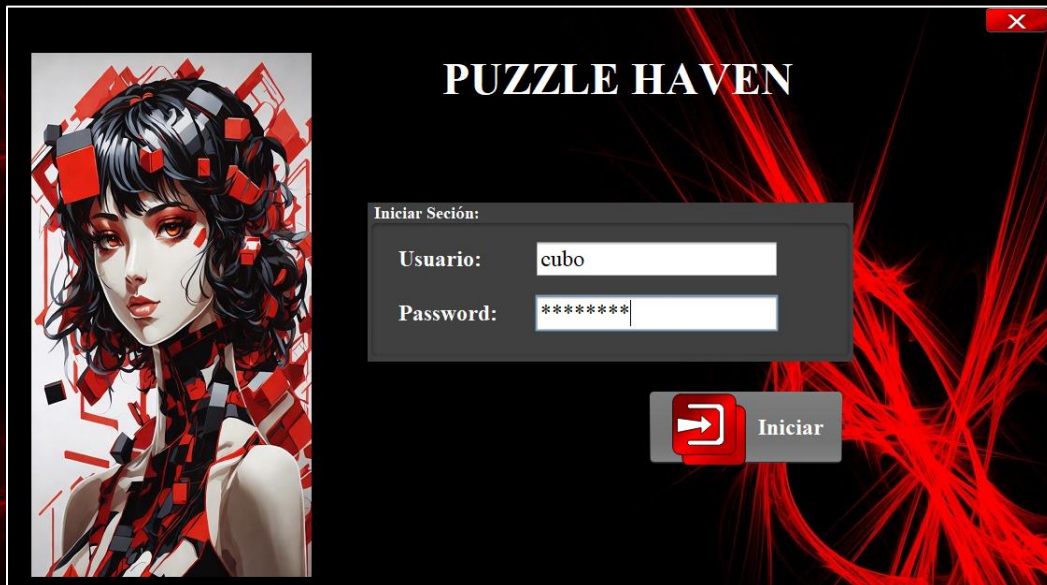 PUZZLE HAVEN
Iniciar Seción:
Usuario: cubo
Password: ********
Iniciar